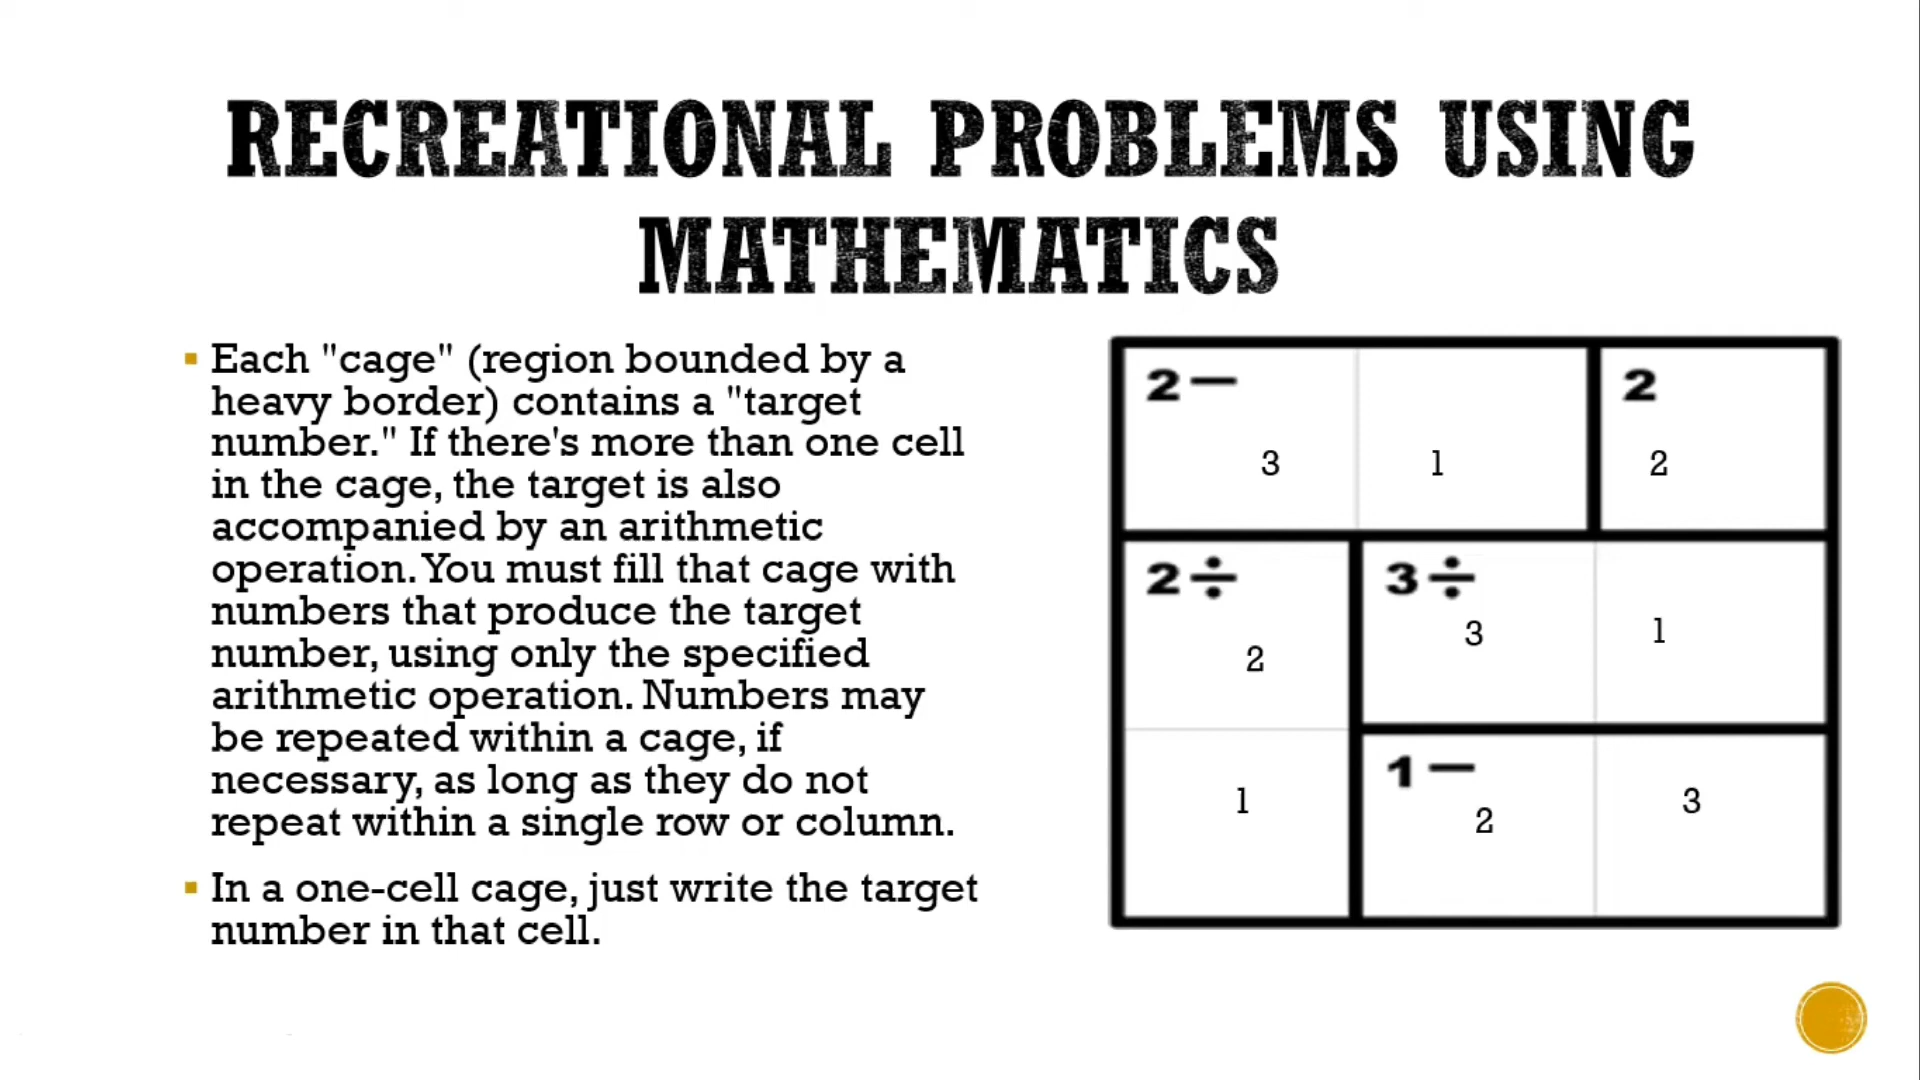 RECREATIONAL PROBLEMS USING
MATHEMATICS
▪ Each "cage" (region bounded by a
heavy border) contains a "target
number." If there's more than one cell
in the cage, the target is also
accompanied by an arithmetic
operation. You must fill that cage with
numbers that produce the target
number, using only the specified
arithmetic operation. Numbers may
be repeated within a cage, if
necessary, as long as they do not
repeat within a single row or column.
▪ In a one-cell cage, just write the target
number in that cell.
2− 2
3 1 2
2÷ 3÷
2 3 1
1−
1 2 3